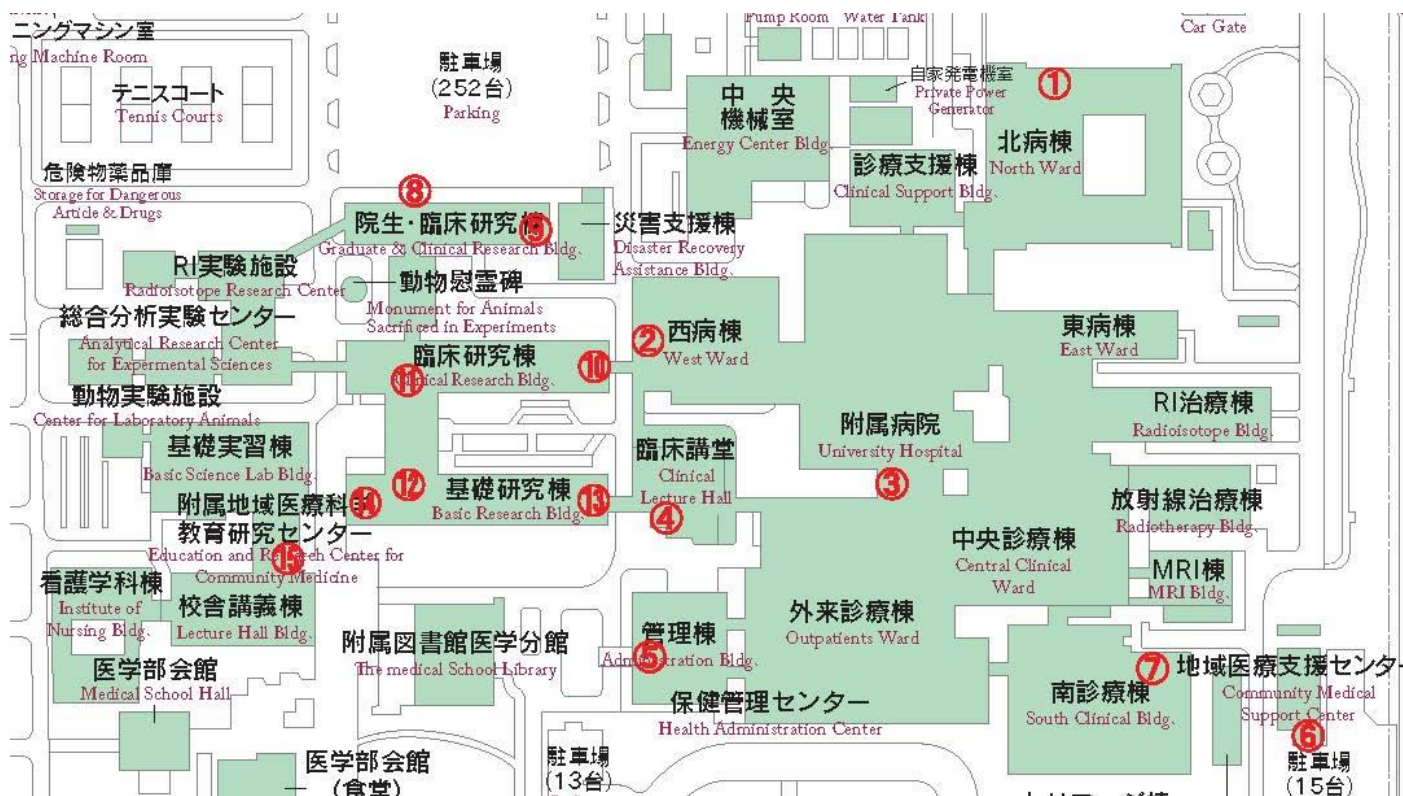 ニングマシン室
ng Machine Room
テニスコート
Tennis Courts
駐車場
(252台)
Parking
Pump Room
Water Tank
Car Gate
中央
機械室
Energy Center Bldg.
自家発電機室
Private Power
Generator
①
北病棟
North Ward
診療支援棟
Clinical Support Bldg.
危険物薬品庫
Storage for Dangerous
Article & Drugs
⑧
院生・臨床研究棟
Graduate & Clinical Research Bldg.
⑨
災害支援棟
Disaster Recovery
Assistance Bldg.
RI実験施設
Radioisotope Research Center
動物慰霊碑
Monument for Animals
Sacrificed in Experiments
総合分析実験センター
Analytical Research Center
for Expermental Sciences
②
西病棟
West Ward
東病棟
East Ward
臨床研究棟
Clinical Research Bldg.
⑩
⑪
動物実験施設
Center for Laboratory Animals
RI治療棟
Radioisotope Bldg.
基礎実習棟
Basic Science Lab Bldg.
臨床講堂
Clinical
Lecture Hall
④
附属病院
University Hospital
③
⑫
基礎研究棟
Basic Research Bldg.
⑬
⑭
放射線治療棟
Radiotherapy Bldg.
附属地域医療科学
教育研究センター
Education and Research Center for
Community Medicine
⑮
中央診療棟
Central Clinical
Ward
MRI棟
MRI Bldg.
看護学科棟
Institute of
Nursing Bldg.
校舎講義棟
Lecture Hall Bldg.
附属図書館医学分館
The medical School Library
管理棟
Administration Bldg.
⑤
外来診療棟
Outpatients Ward
医学部会館
Medical School Hall
保健管理センター
Health Administration Center
⑦
南診療棟
South Clinical Bldg.
地域医療支援センター
Community Medical
Support Center
⑥
駐車場
(15台)
駐車場
(13台)
医学部会館
(食堂)